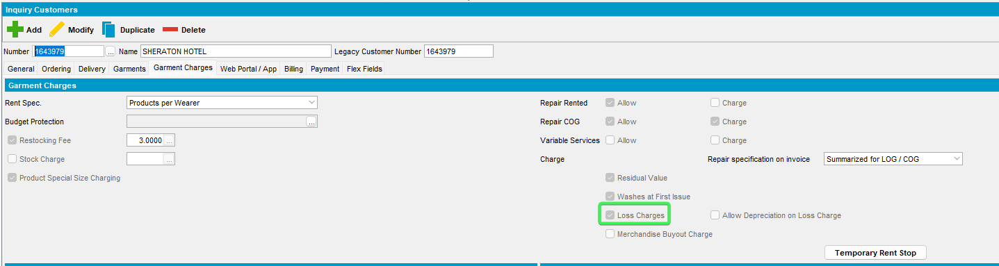 Inquiry Customers
Add Modify Duplicate Delete
Number 1643979 ... Name SHERATON HOTEL Legacy Customer Number 1643979
General Ordering Delivery Garments Garment Charges Web Portal / App Billing Payment Flex Fields
Garment Charges
Rent Spec. Products per Wearer
Budget Protection ...
Restocking Fee 3.0000 ...
Stock Charge ...
Product Special Size Charging
Repair Rented Allow Charge
Repair COG Allow Charge
Variable Services Allow Charge
Charge Repair specification on invoice Summarized for LOG / COG
Residual Value
Washes at First Issue
Loss Charges Allow Depreciation on Loss Charge
Merchandise Buyout Charge
Temporary Rent Stop